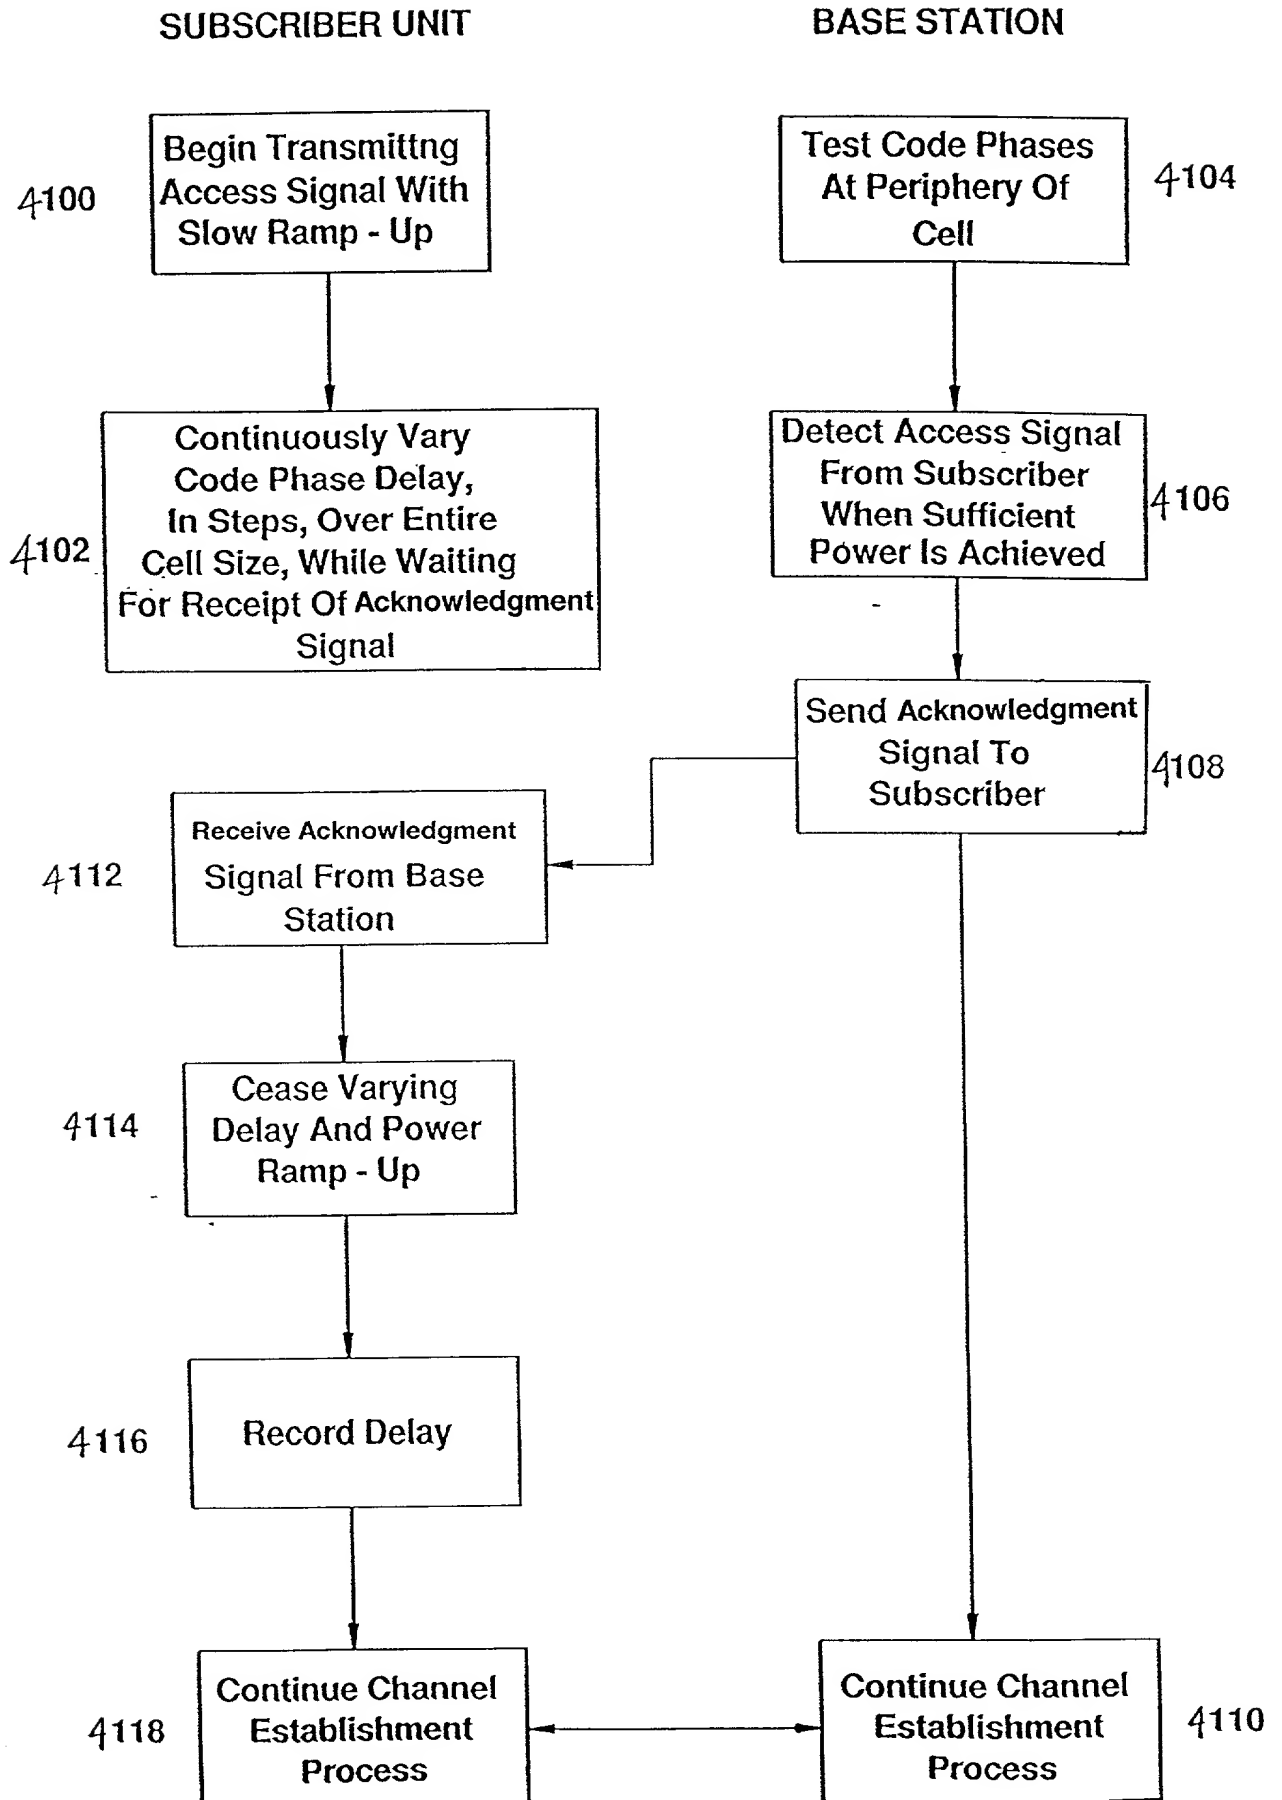 SUBSCRIBER UNIT
BASE STATION
4100
Begin Transmittng
Access Signal With
Slow Ramp - Up
Test Code Phases
At Periphery Of
Cell
4104
4102
Continuously Vary
Code Phase Delay,
In Steps, Over Entire
Cell Size, While Waiting
For Receipt Of Acknowledgment
Signal
Detect Access Signal
From Subscriber
When Sufficient
Power Is Achieved
4106
Send Acknowledgment
Signal To
Subscriber
4108
4112
Receive Acknowledgment
Signal From Base
Station
4114
Cease Varying
Delay And Power
Ramp - Up
4116
Record Delay
4118
Continue Channel
Establishment
Process
Continue Channel
Establishment
Process
4110